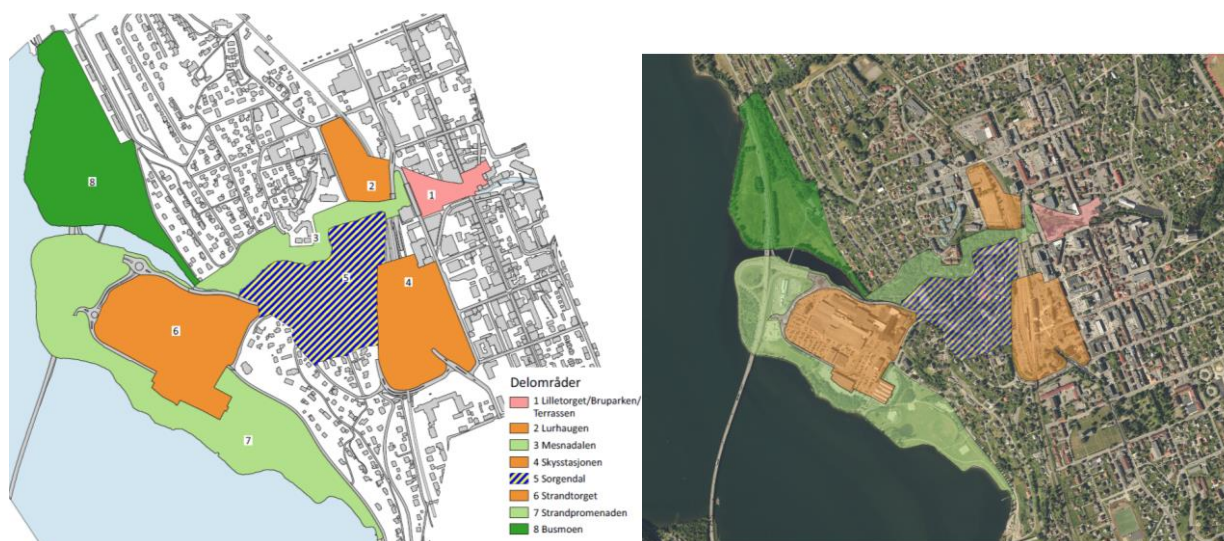 8
2
1
3
5
4
6
7
Delområder
1 Lilletorget/Bruparken/
Terrassen
2 Lurhaugen
3 Mesnadalen
4 Skysstasjonen
5 Sorgendal
6 Strandtorget
7 Strandpromenaden
8 Busmoen